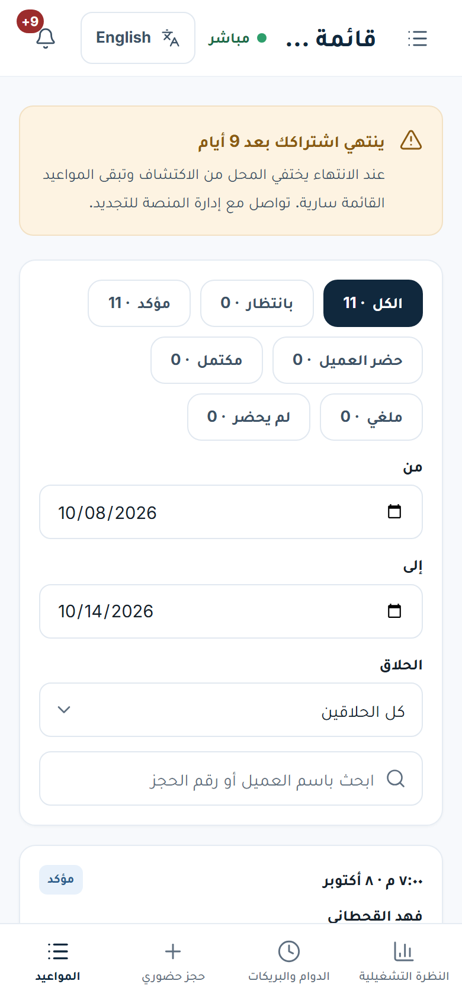 قائمة ...
مباشر
English
+9
ينتهي اشتراكك بعد 9 أيام
عند الانتهاء يختفي المحل من الاكتشاف وتبقى المواعيد
القائمة سارية. تواصل مع إدارة المنصة للتجديد.
الكل · 11
بانتظار · 0
مؤكد · 11
حضر العميل · 0
مكتمل · 0
ملغي · 0
لم يحضر · 0
من
10/08/2026
إلى
10/14/2026
الحلاق
كل الحلاقين
ابحث باسم العميل أو رقم الحجز
٧:٠٠ م · ٨ أكتوبر
مؤكد
فهد القحطاني
النظرة التشغيلية
الدوام والبريكات
حجز حضوري
المواعيد